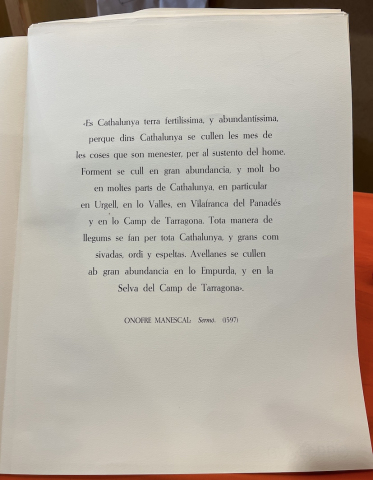 «Es Cathalunya terra fertilissima, y abundantissima,
perque dins Cathalunya se cullen les mes de
les coses que son menester, per al sustento del home.
Forment se cull en gran abundancia, y molt bo
en moltes parts de Cathalunya, en particular
en Urgell, en lo Valles, en Vilafranca del Panadés
y en lo Camp de Tarragona. Tota manera de
llegums se fan per tota Cathalunya, y grans com
sivadas, ordi y espeltas. Avellanes se cullen
ab gran abundancia en lo Empurda, y en la
Selva del Camp de Tarragona».
ONOFRE MANESCAL: Sermo. (1597)